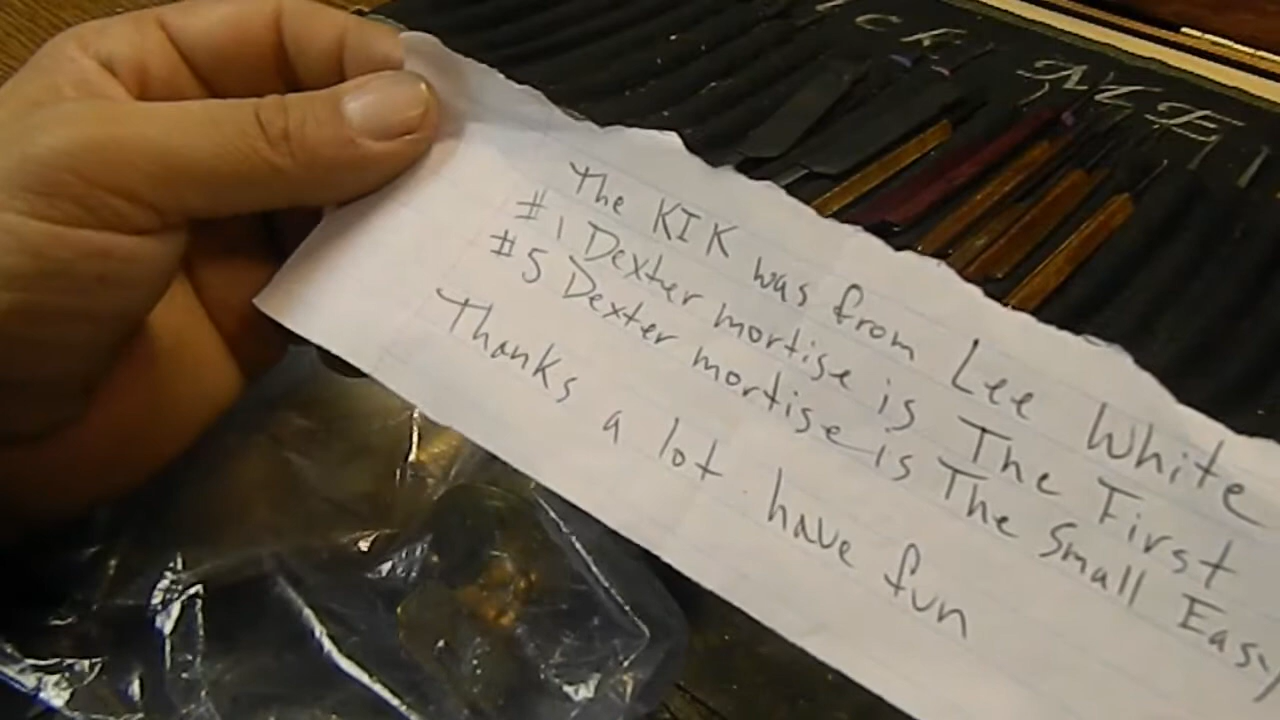 The KIK was from Lee White
#1 Dexter mortise is The First
#5 Dexter mortise is The Small Easy
Thanks a lot have fun